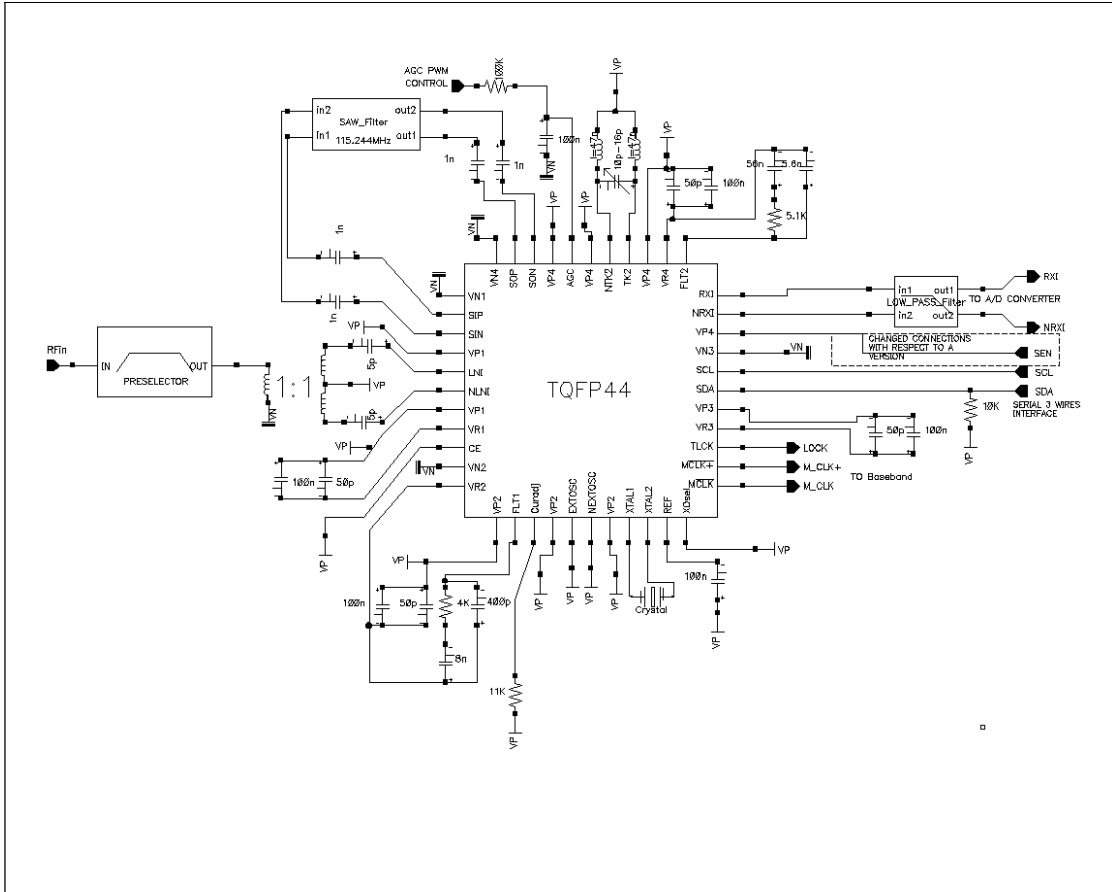 AGC PWM
CONTROL
100K
VP
in2
out2
SAW_Filter
in1
out1
115.244MHz
1n
1n
100n
VN
l=47n
10p-16p
l=47n
VP
50p
100n
56n
5.6n
5.1K
VP
VP
VN
1n
1n
VN4
SOP
SON
VP4
AGC
VP4
NTK2
TK2
VP4
VR4
FLT2
VN
VN1
SIP
SIN
VP1
LNI
NLNI
VP1
VR1
CE
VN2
VR2
TQFP44
RXI
NRXI
VP4
VN3
SCL
SDA
VP3
VR3
TLCK
MCLK+
MCLK
in1
out1
LOW_PASS_Filter
in2
out2
RXI
TO A/D CONVERTER
NRXI
CHANGED CONNECTIONS
WITH RESPECT TO A
VERSION
SEN
SCL
SDA
SERIAL 3 WIRES
INTERFACE
VN
10K
VP
50p
100n
TO Baseband
LOCK
M_CLK+
M_CLK
RFin
IN
OUT
PRESELECTOR
1:1
VN
VP
5p
VP
5p
VP
VN
100n
50p
VP
VP2
FLT1
Curadj
VP2
EXTOSC
NEXTOSC
VP2
XTAL1
XTAL2
REF
XOsel
VP
100n
50p
4K
400p
8n
11K
VP
VP
VP
VP
VP
Crystal
100n
VP
VP